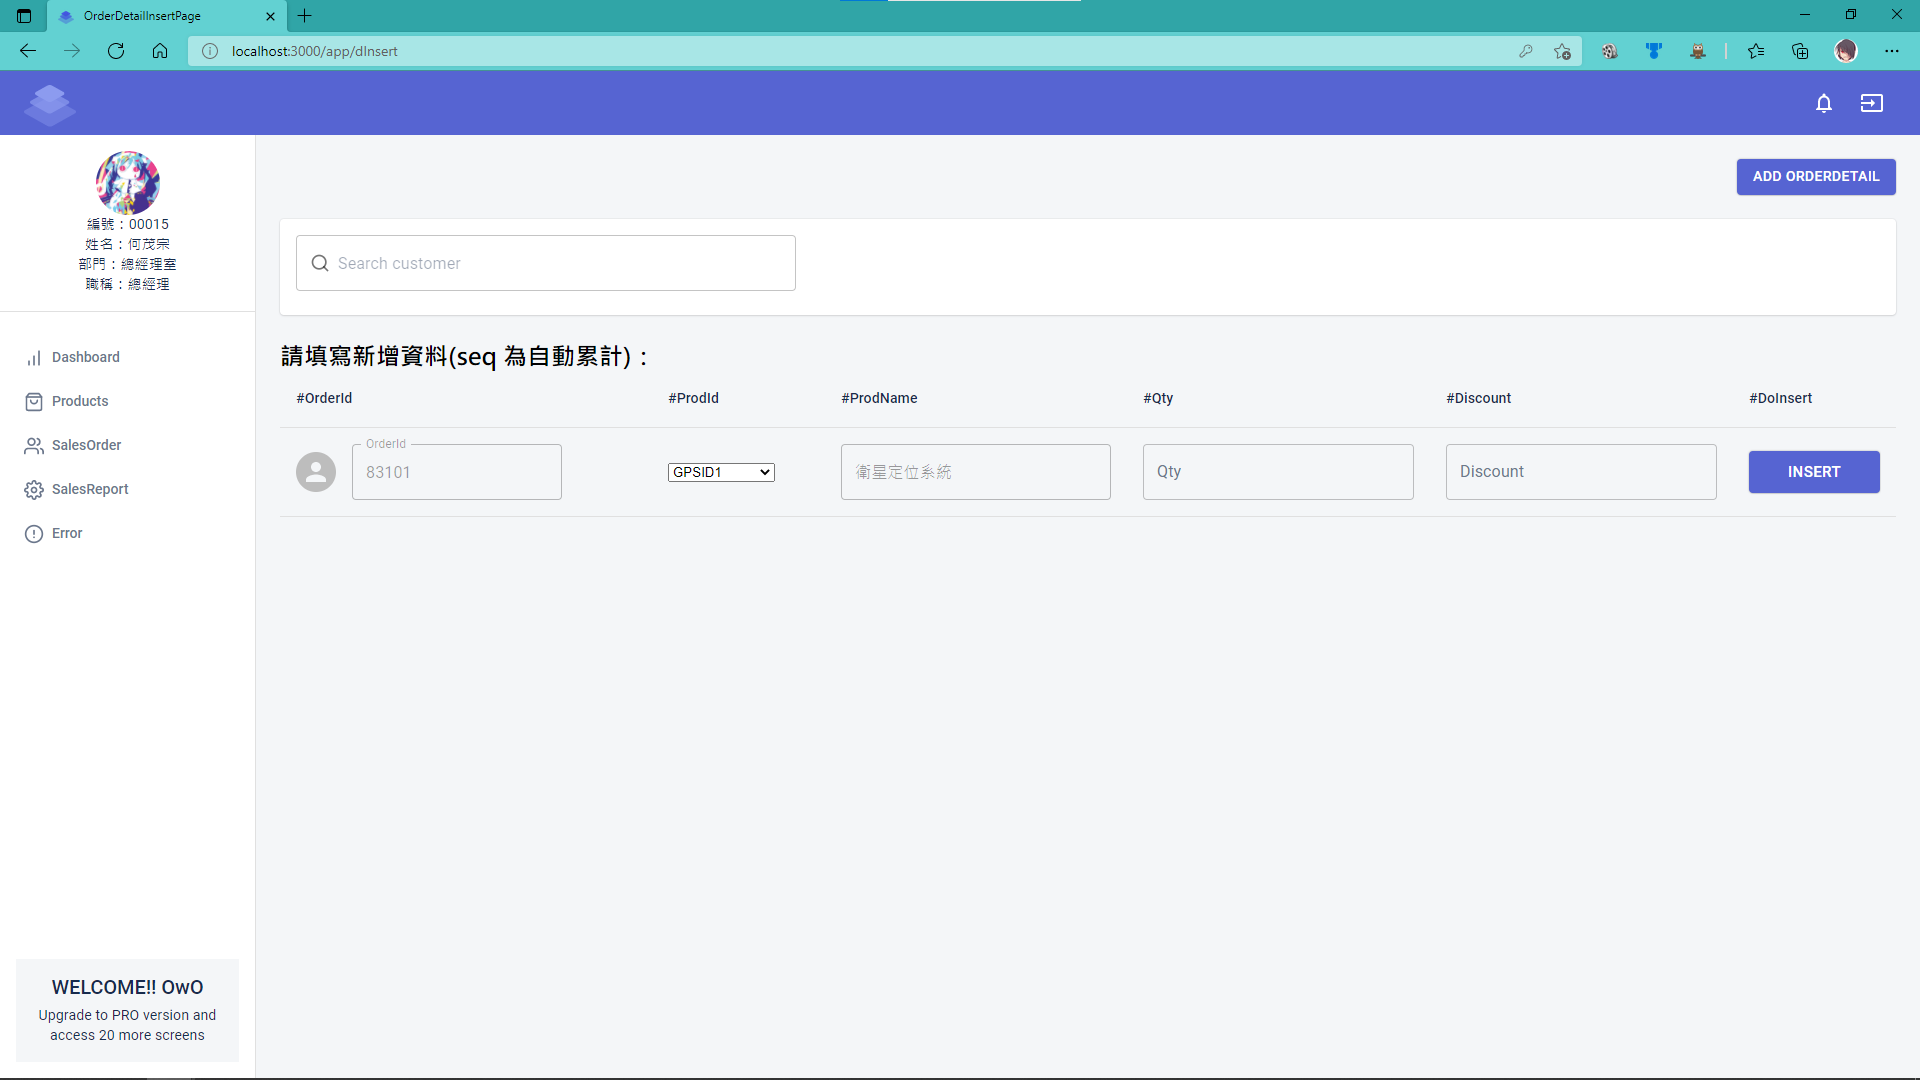 OrderDetailInsertPage
localhost:3000/app/dInsert
編號：00015
姓名：何茂宗
部門：總經理室
職稱：總經理
Dashboard
Products
SalesOrder
SalesReport
Error
WELCOME!! OwO
Upgrade to PRO version and
access 20 more screens
ADD ORDERDETAIL
Search customer
請填寫新增資料(seq 為自動累計)：
#OrderId #ProdId #ProdName #Qty #Discount #DoInsert
OrderId
83101 GPSID1 衛星定位系統 Qty Discount INSERT